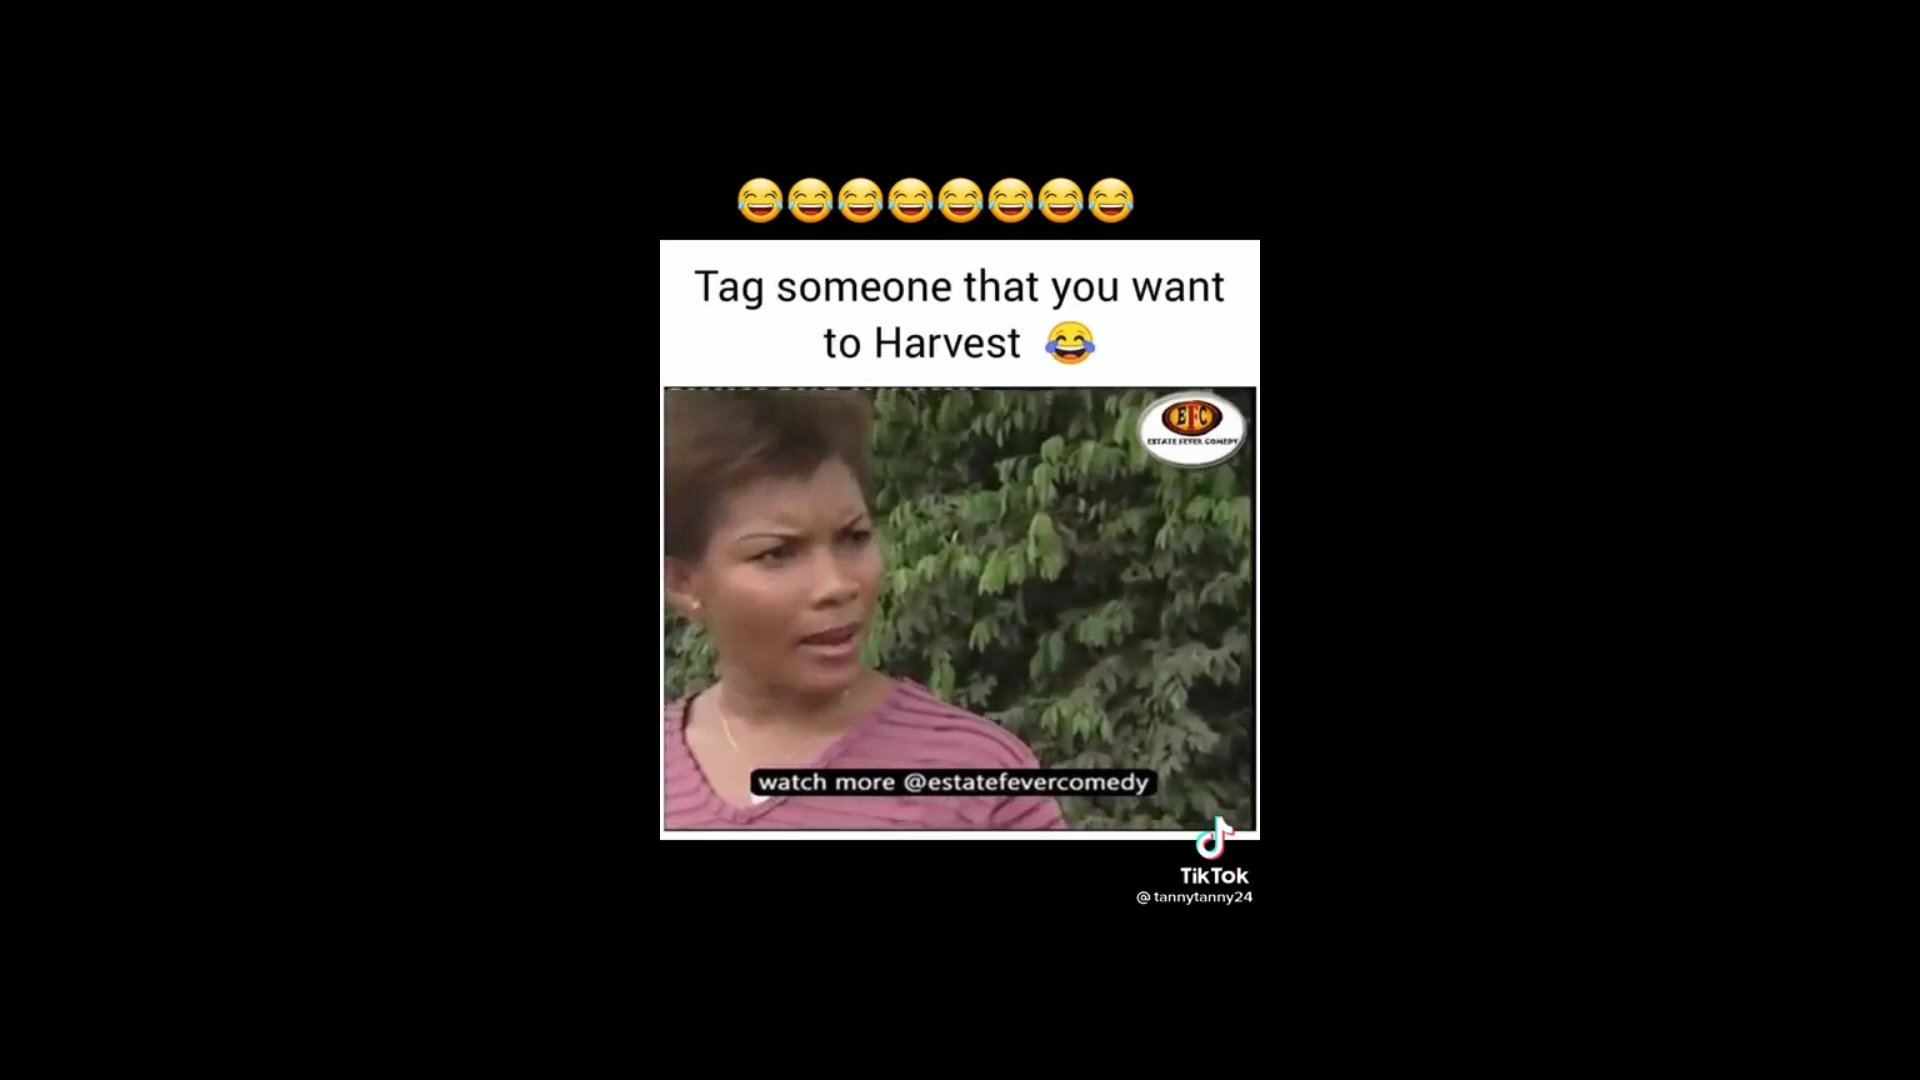 😂😂😂😂😂😂😂😂
Tag someone that you want
to Harvest 😂
EFC
ESTATE FEVER COMEDY
watch more @estatefevercomedy
TikTok
@tannytanny24